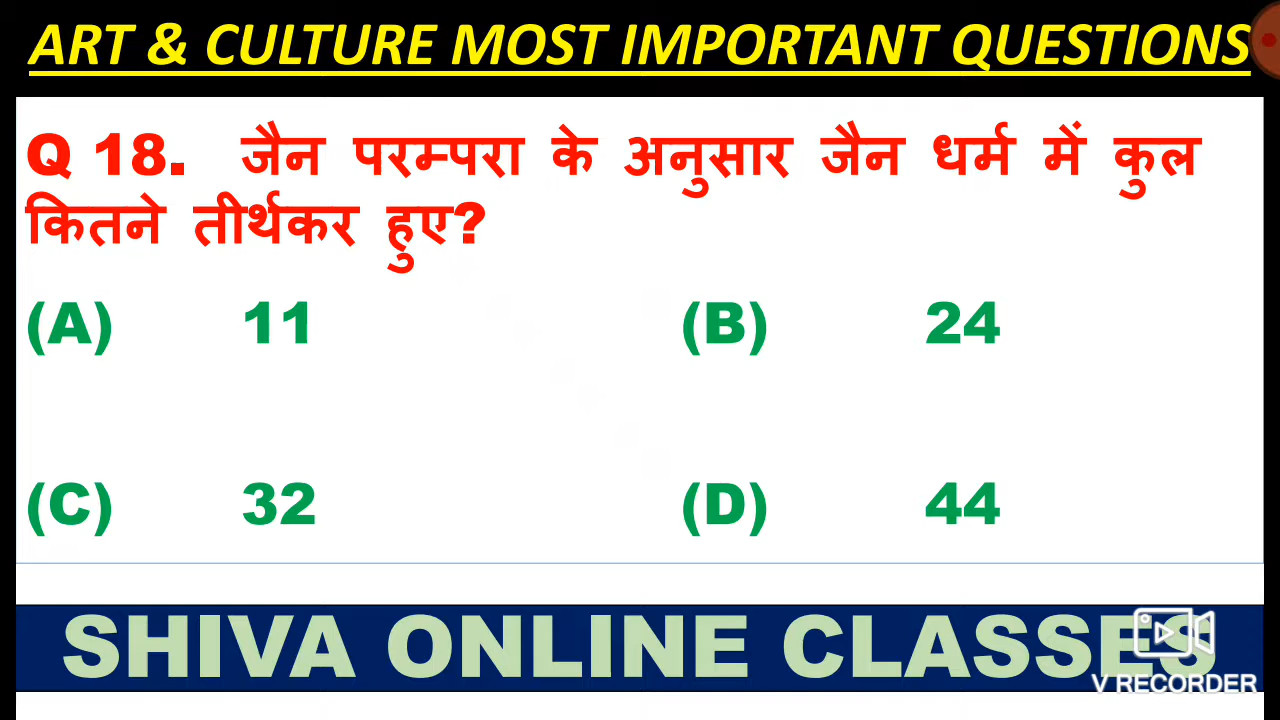 ART & CULTURE MOST IMPORTANT QUESTIONS
Q 18. जैन परम्परा के अनुसार जैन धर्म में कुल
कितने तीर्थकर हुए?
(A) 11 (B) 24
(C) 32 (D) 44
SHIVA ONLINE CLASSES
V RECORDER